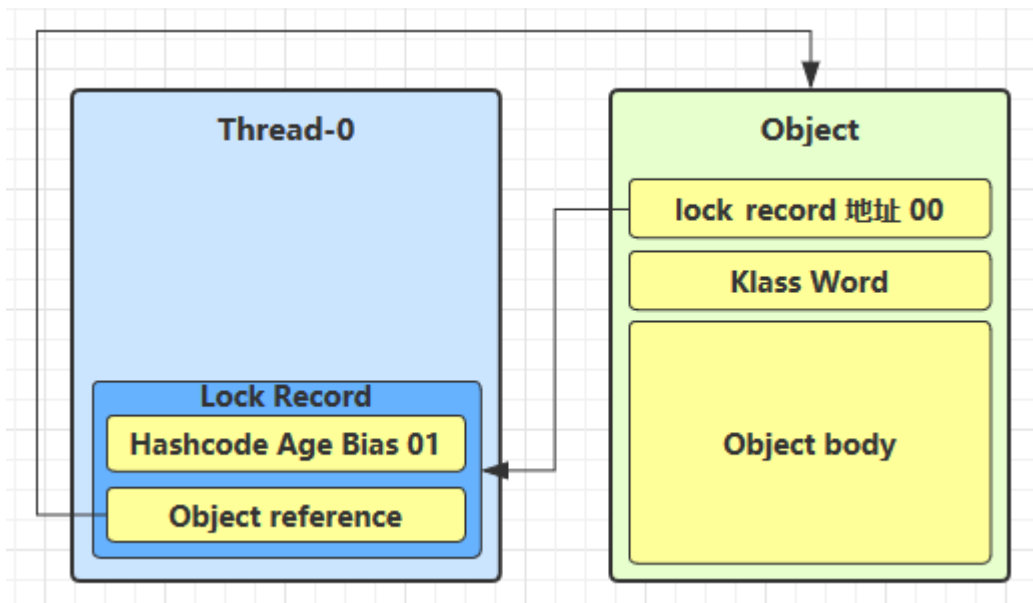 Thread-0
Lock Record
Hashcode Age Bias 01
Object reference
Object
lock record 地址 00
Klass Word
Object body